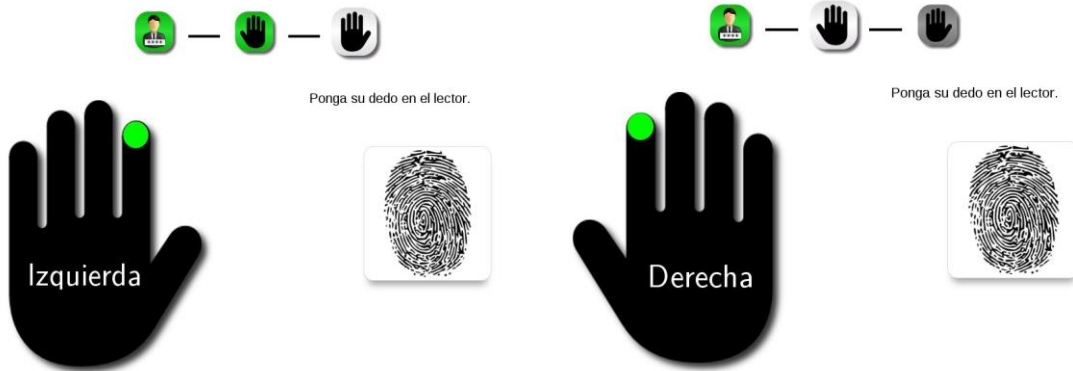 Ponga su dedo en el lector.
Izquierda
Ponga su dedo en el lector.
Derecha